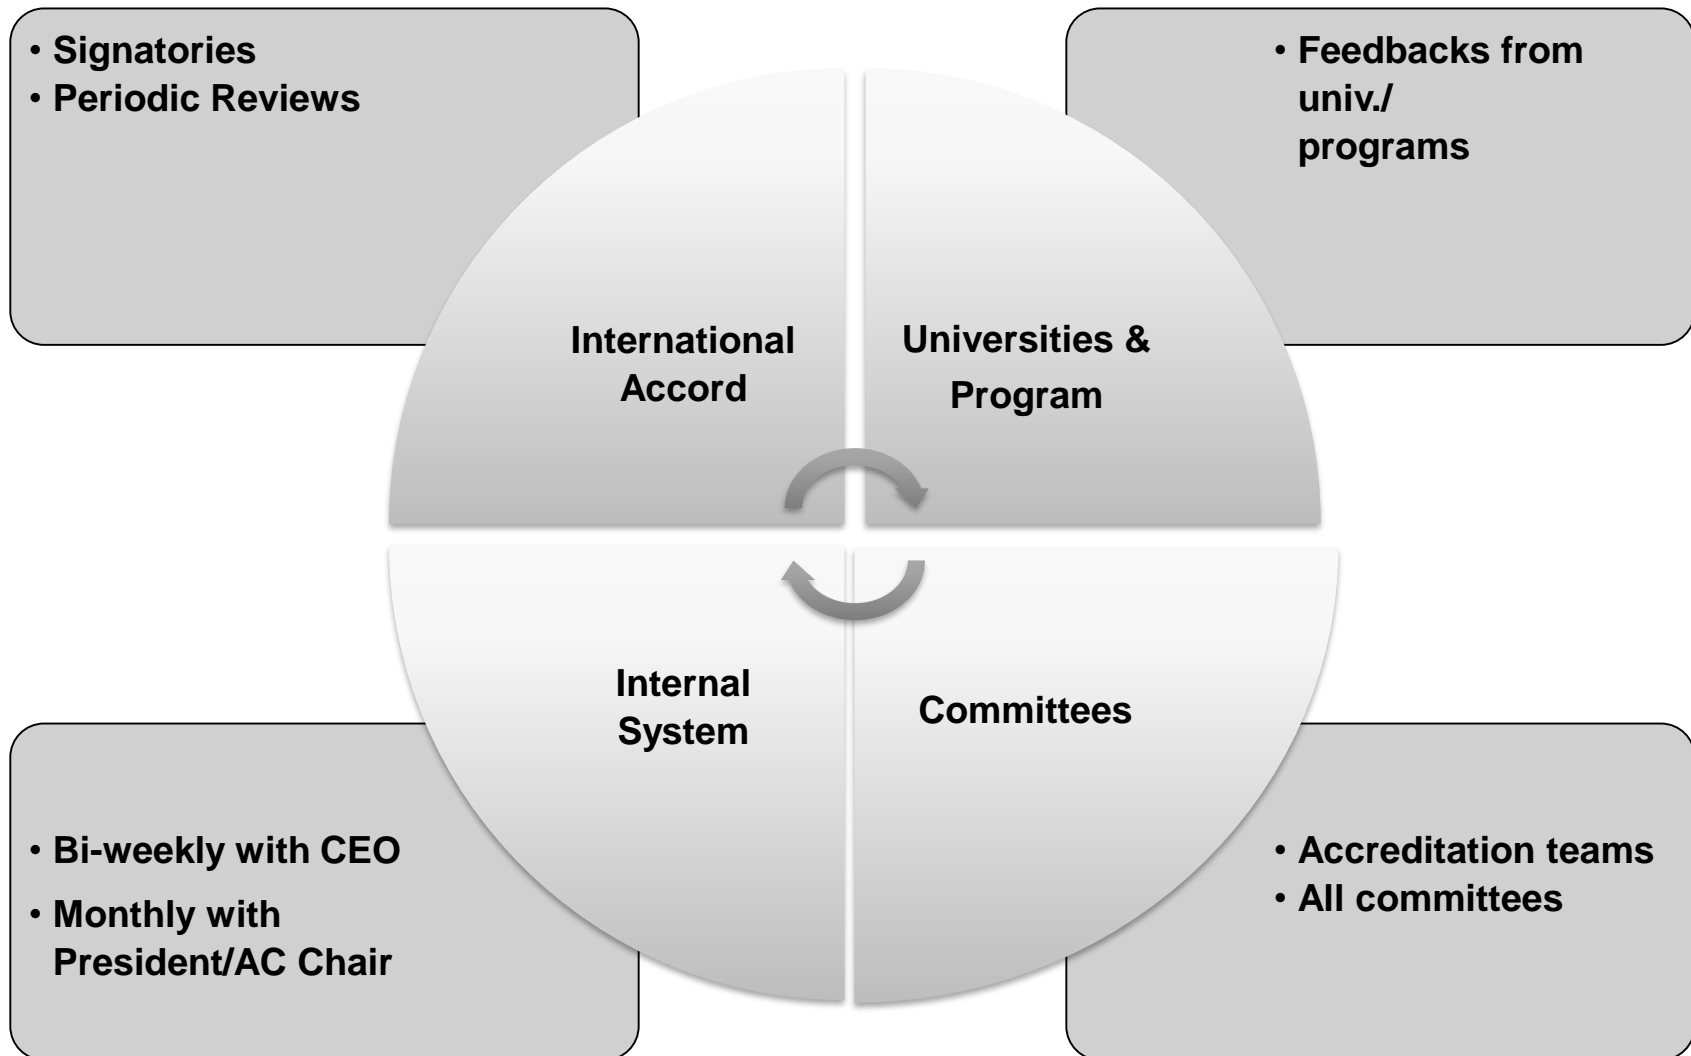 • Signatories
• Periodic Reviews
• Feedbacks from
univ./
programs
International
Accord
Universities &
Program
Internal
System
Committees
• Bi-weekly with CEO
• Monthly with
President/AC Chair
• Accreditation teams
• All committees